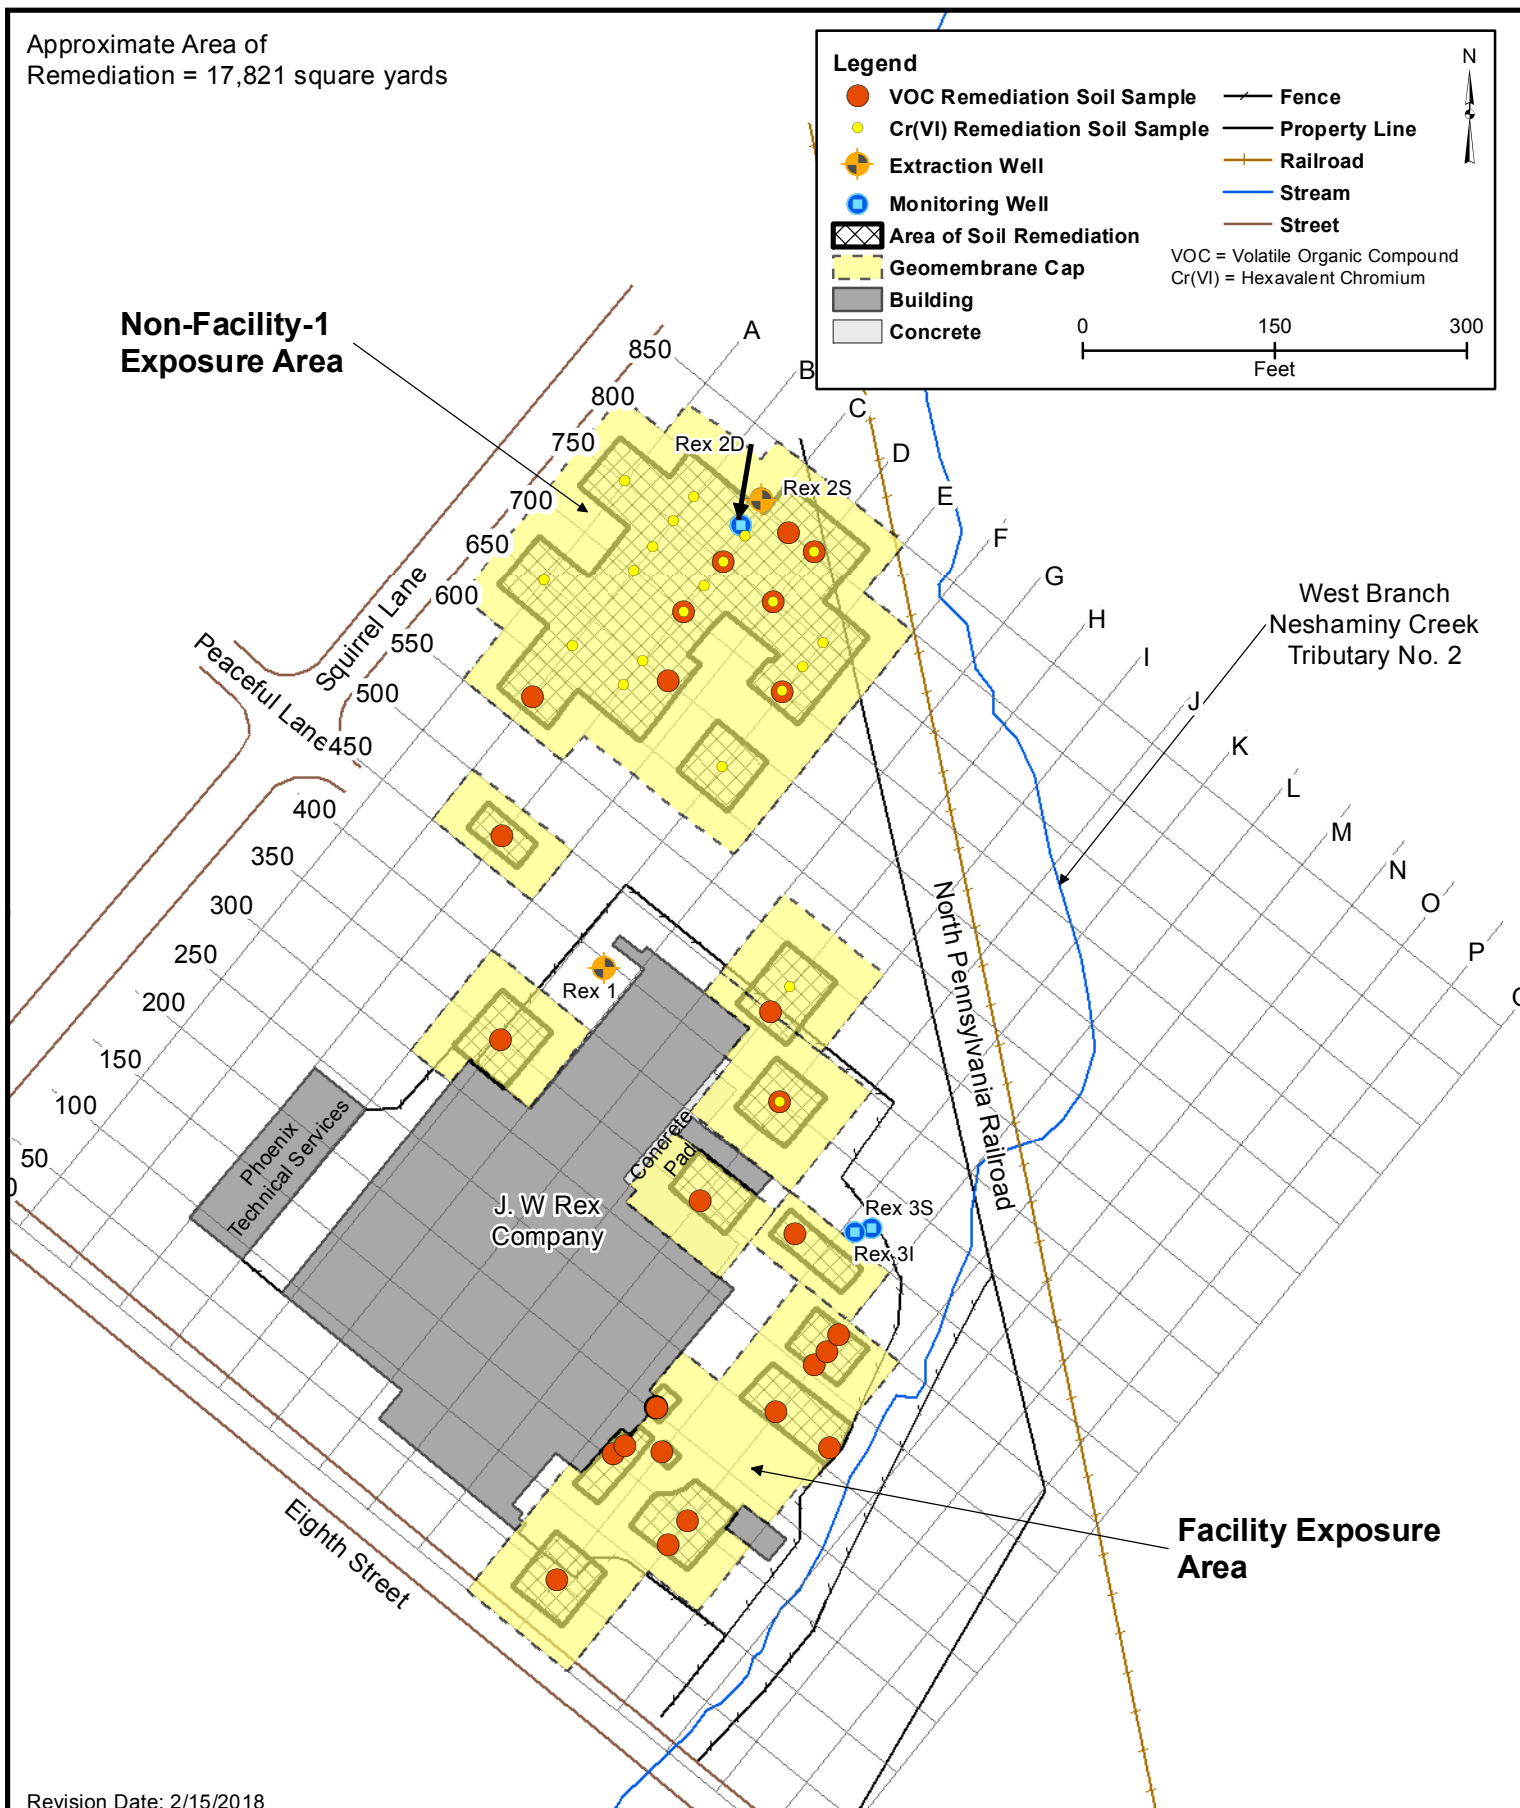 Approximate Area of
Remediation = 17,821 square yards
Legend
VOC Remediation Soil Sample
Cr(VI) Remediation Soil Sample
Extraction Well
Monitoring Well
Area of Soil Remediation
Geomembrane Cap
Building
Concrete
Fence
Property Line
Railroad
Stream
Street
VOC = Volatile Organic Compound
Cr(VI) = Hexavalent Chromium
N
0 150 300
Feet
Non-Facility-1
Exposure Area
850
800
750
700
650
600
550
500
450
400
350
300
250
200
150
100
50
0
A
B
C
D
E
F
G
H
I
J
K
L
M
N
O
P
Rex 2D
Rex 2S
Squirrel Lane
Peaceful Lane
West Branch
Neshaminy Creek
Tributary No. 2
North Pennsylvania Railroad
Rex 1
Concrete
Pad
Phoenix
Technical Services
J. W Rex
Company
Rex 3S
Rex 3I
Eighth Street
Facility Exposure
Area
Revision Date: 2/15/2018